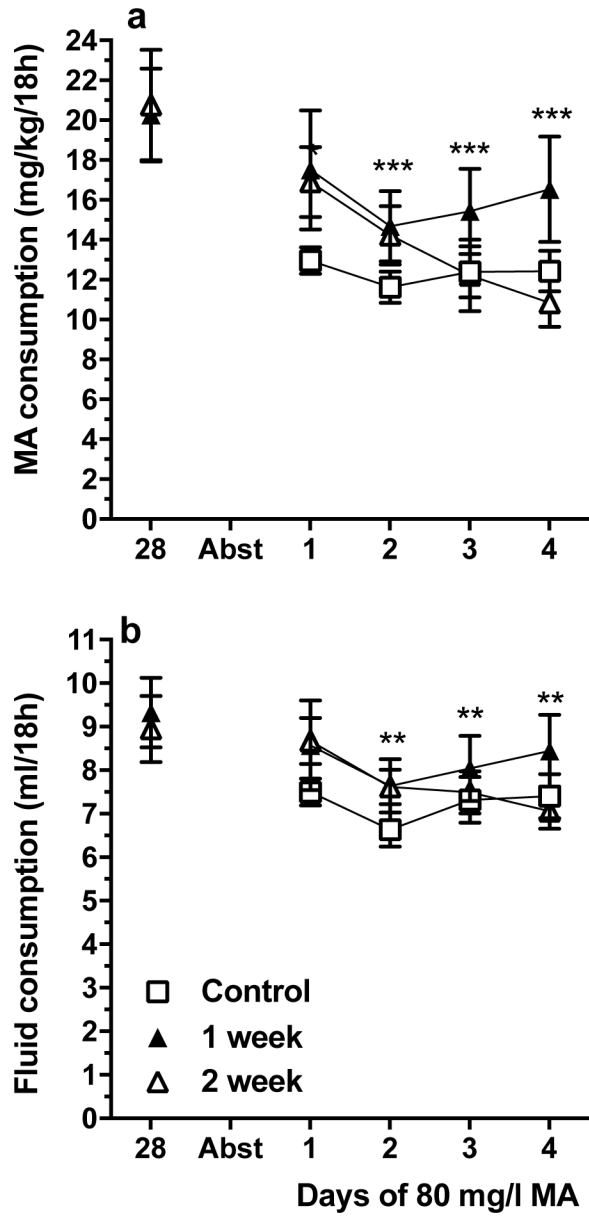 a
MA consumption (mg/kg/18h)
24
22
20
18
16
14
12
10
8
6
4
2
0
* *** *** ***
28 Abst 1 2 3 4
b
Fluid consumption (ml/18h)
11
10
9
8
7
6
5
4
3
2
1
0
** ** **
Control
1 week
2 week
28 Abst 1 2 3 4
Days of 80 mg/l MA